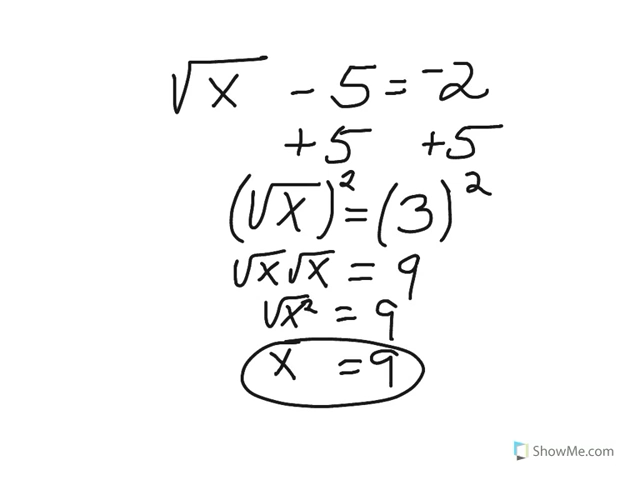 √x - 5 = -2
+5 +5
(√x)² = (3)²
√x√x = 9
√x² = 9
x = 9
ShowMe.com